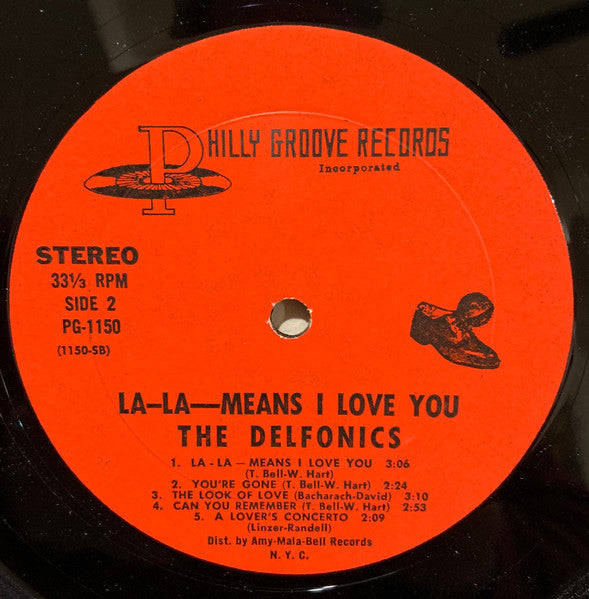 PHILLY GROOVE RECORDS
Incorporated
STEREO
33⅓ RPM
SIDE 2
PG-1150
(1150-SB)
LA-LA—MEANS I LOVE YOU
THE DELFONICS
1. LA - LA — MEANS I LOVE YOU 3:06
(T. Bell-W. Hart)
2. YOU'RE GONE (T. Bell-W. Hart) 2:24
3. THE LOOK OF LOVE (Bacharach-David) 3:10
4. CAN YOU REMEMBER (T. Bell-W. Hart) 2:53
5. A LOVER'S CONCERTO 2:09
(Linzer-Randell)
Dist. by Amy-Mala-Bell Records
N. Y. C.